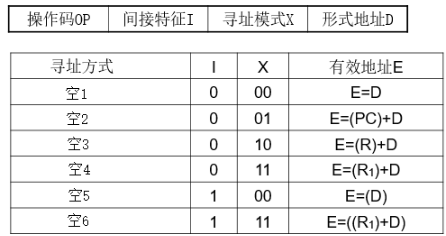 操作码OP 间接特征I 寻址模式X 形式地址D
寻址方式 I X 有效地址E
空1 0 00 E=D
空2 0 01 E=(PC)+D
空3 0 10 E=(R)+D
空4 0 11 E=(R₁)+D
空5 1 00 E=(D)
空6 1 11 E=((R₁)+D)